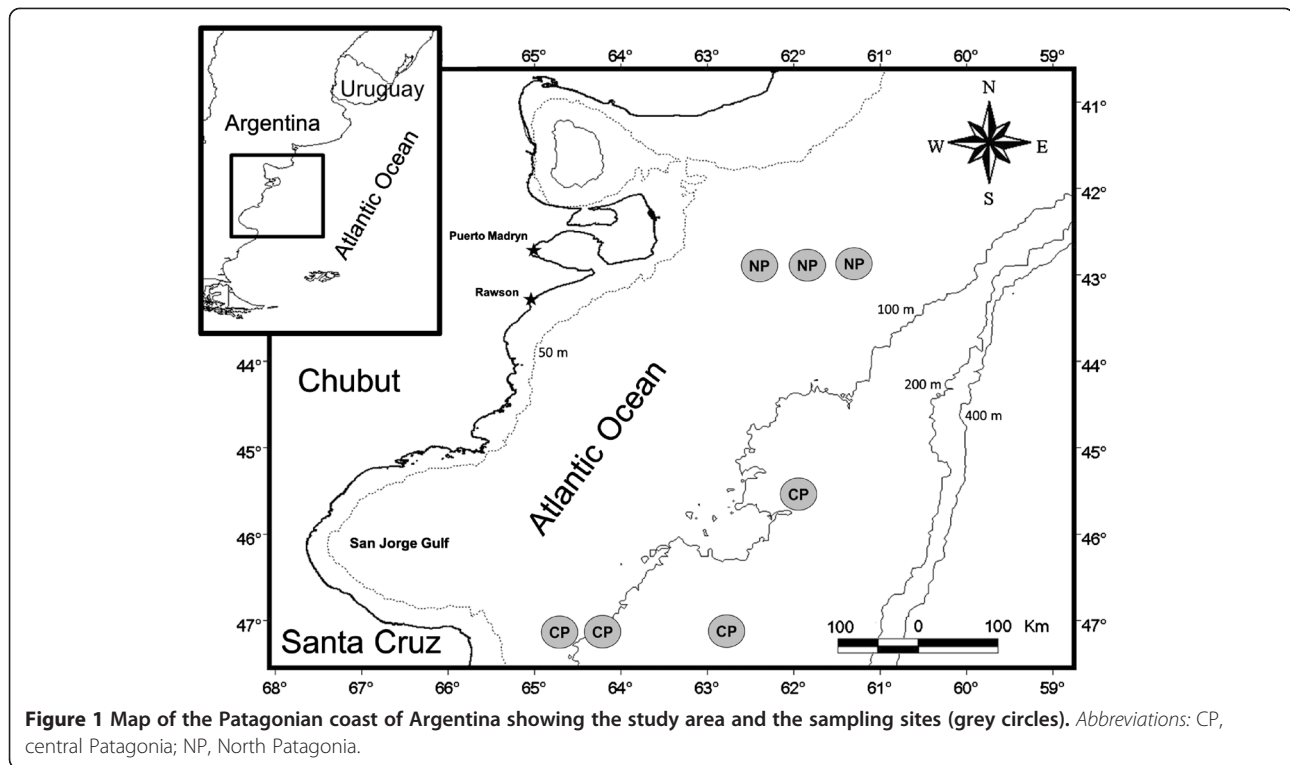 65° 64° 63° 62° 61° 60° 59°
Uruguay
Argentina
Atlantic Ocean
N
W E
S
41°
42°
43°
44°
45°
46°
47°
Puerto Madryn
Rawson
NP NP NP
100 m
50 m
44°
Chubut
200 m
400 m
Atlantic Ocean
45°
CP
46°
San Jorge Gulf
47°
CP CP CP
100 0 100 Km
Santa Cruz
68° 67° 66° 65° 64° 63° 62° 61° 60° 59°
Figure 1 Map of the Patagonian coast of Argentina showing the study area and the sampling sites (grey circles). Abbreviations: CP,
central Patagonia; NP, North Patagonia.